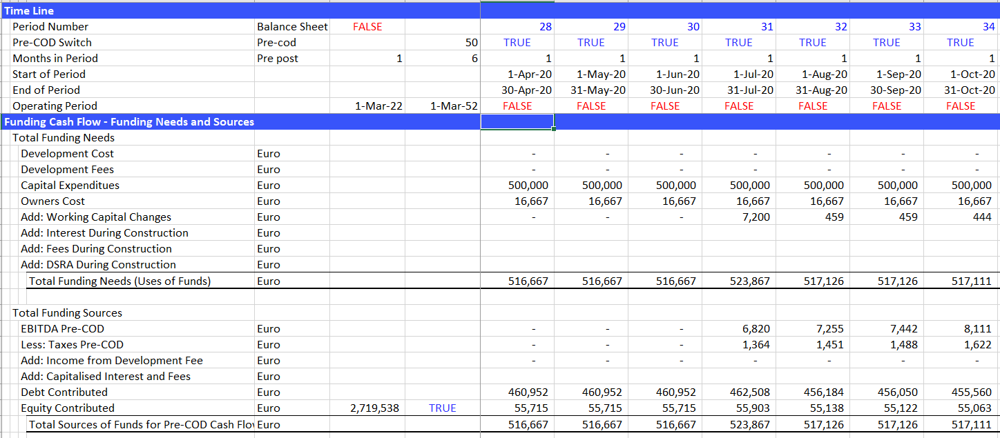 Time Line
Period Number Balance Sheet FALSE 28 29 30 31 32 33 34
Pre-COD Switch Pre-cod 50 TRUE TRUE TRUE TRUE TRUE TRUE TRUE
Months in Period Pre post 1 6 1 1 1 1 1 1 1
Start of Period 1-Apr-20 1-May-20 1-Jun-20 1-Jul-20 1-Aug-20 1-Sep-20 1-Oct-20
End of Period 30-Apr-20 31-May-20 30-Jun-20 31-Jul-20 31-Aug-20 30-Sep-20 31-Oct-20
Operating Period 1-Mar-22 1-Mar-52 FALSE FALSE FALSE FALSE FALSE FALSE FALSE
Funding Cash Flow - Funding Needs and Sources
Total Funding Needs
Development Cost Euro - - - - - - -
Development Fees Euro - - - - - - -
Capital Expenditues Euro 500,000 500,000 500,000 500,000 500,000 500,000 500,000
Owners Cost Euro 16,667 16,667 16,667 16,667 16,667 16,667 16,667
Add: Working Capital Changes Euro - - - 7,200 459 459 444
Add: Interest During Construction Euro
Add: Fees During Construction Euro
Add: DSRA During Construction Euro
Total Funding Needs (Uses of Funds) Euro 516,667 516,667 516,667 523,867 517,126 517,126 517,111
Total Funding Sources
EBITDA Pre-COD Euro - - - 6,820 7,255 7,442 8,111
Less: Taxes Pre-COD Euro - - - 1,364 1,451 1,488 1,622
Add: Income from Development Fee Euro - - - - - - -
Add: Capitalised Interest and Fees Euro
Debt Contributed Euro 460,952 460,952 460,952 462,508 456,184 456,050 455,560
Equity Contributed Euro 2,719,538 TRUE 55,715 55,715 55,715 55,903 55,138 55,122 55,063
Total Sources of Funds for Pre-COD Cash Flov Euro 516,667 516,667 516,667 523,867 517,126 517,126 517,111